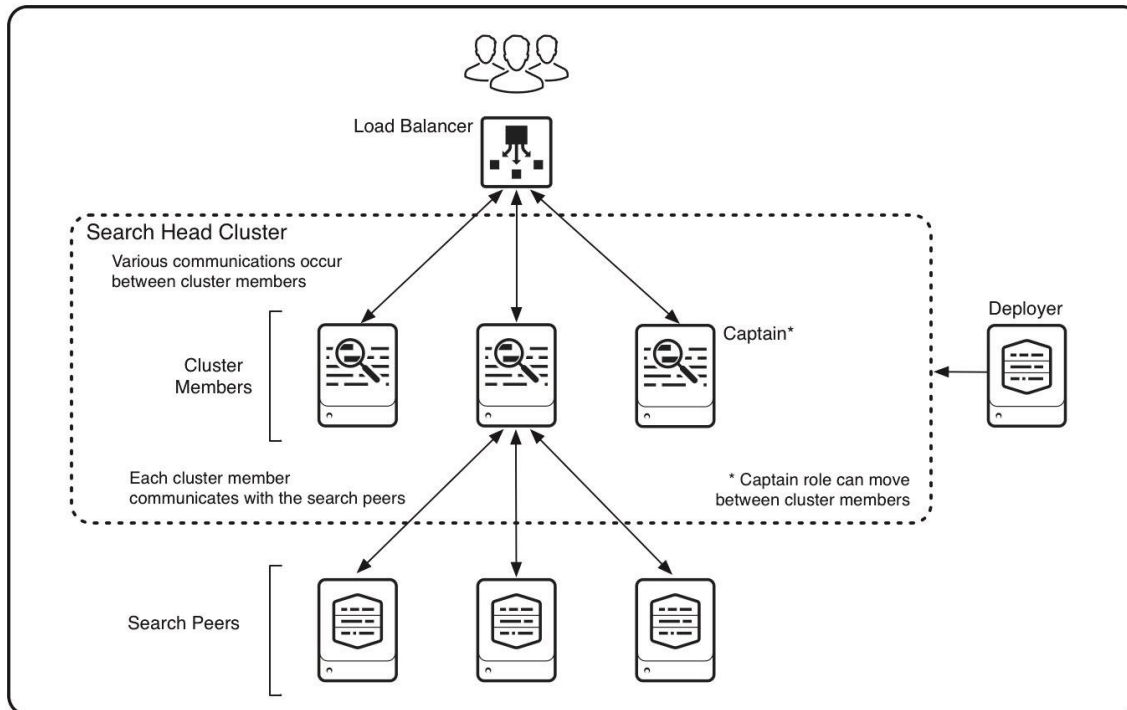 Load Balancer
Search Head Cluster
Various communications occur
between cluster members
Deployer
Captain*
Cluster
Members
Each cluster member
communicates with the search peers
* Captain role can move
between cluster members
Search Peers